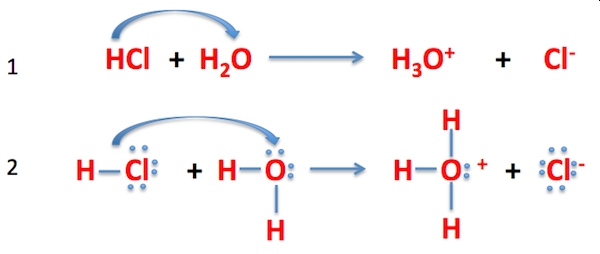 1 HCl + H₂O → H₃O⁺ + Cl⁻
H
2 H–Cl + H–O → H–O⁺ + Cl⁻
H H